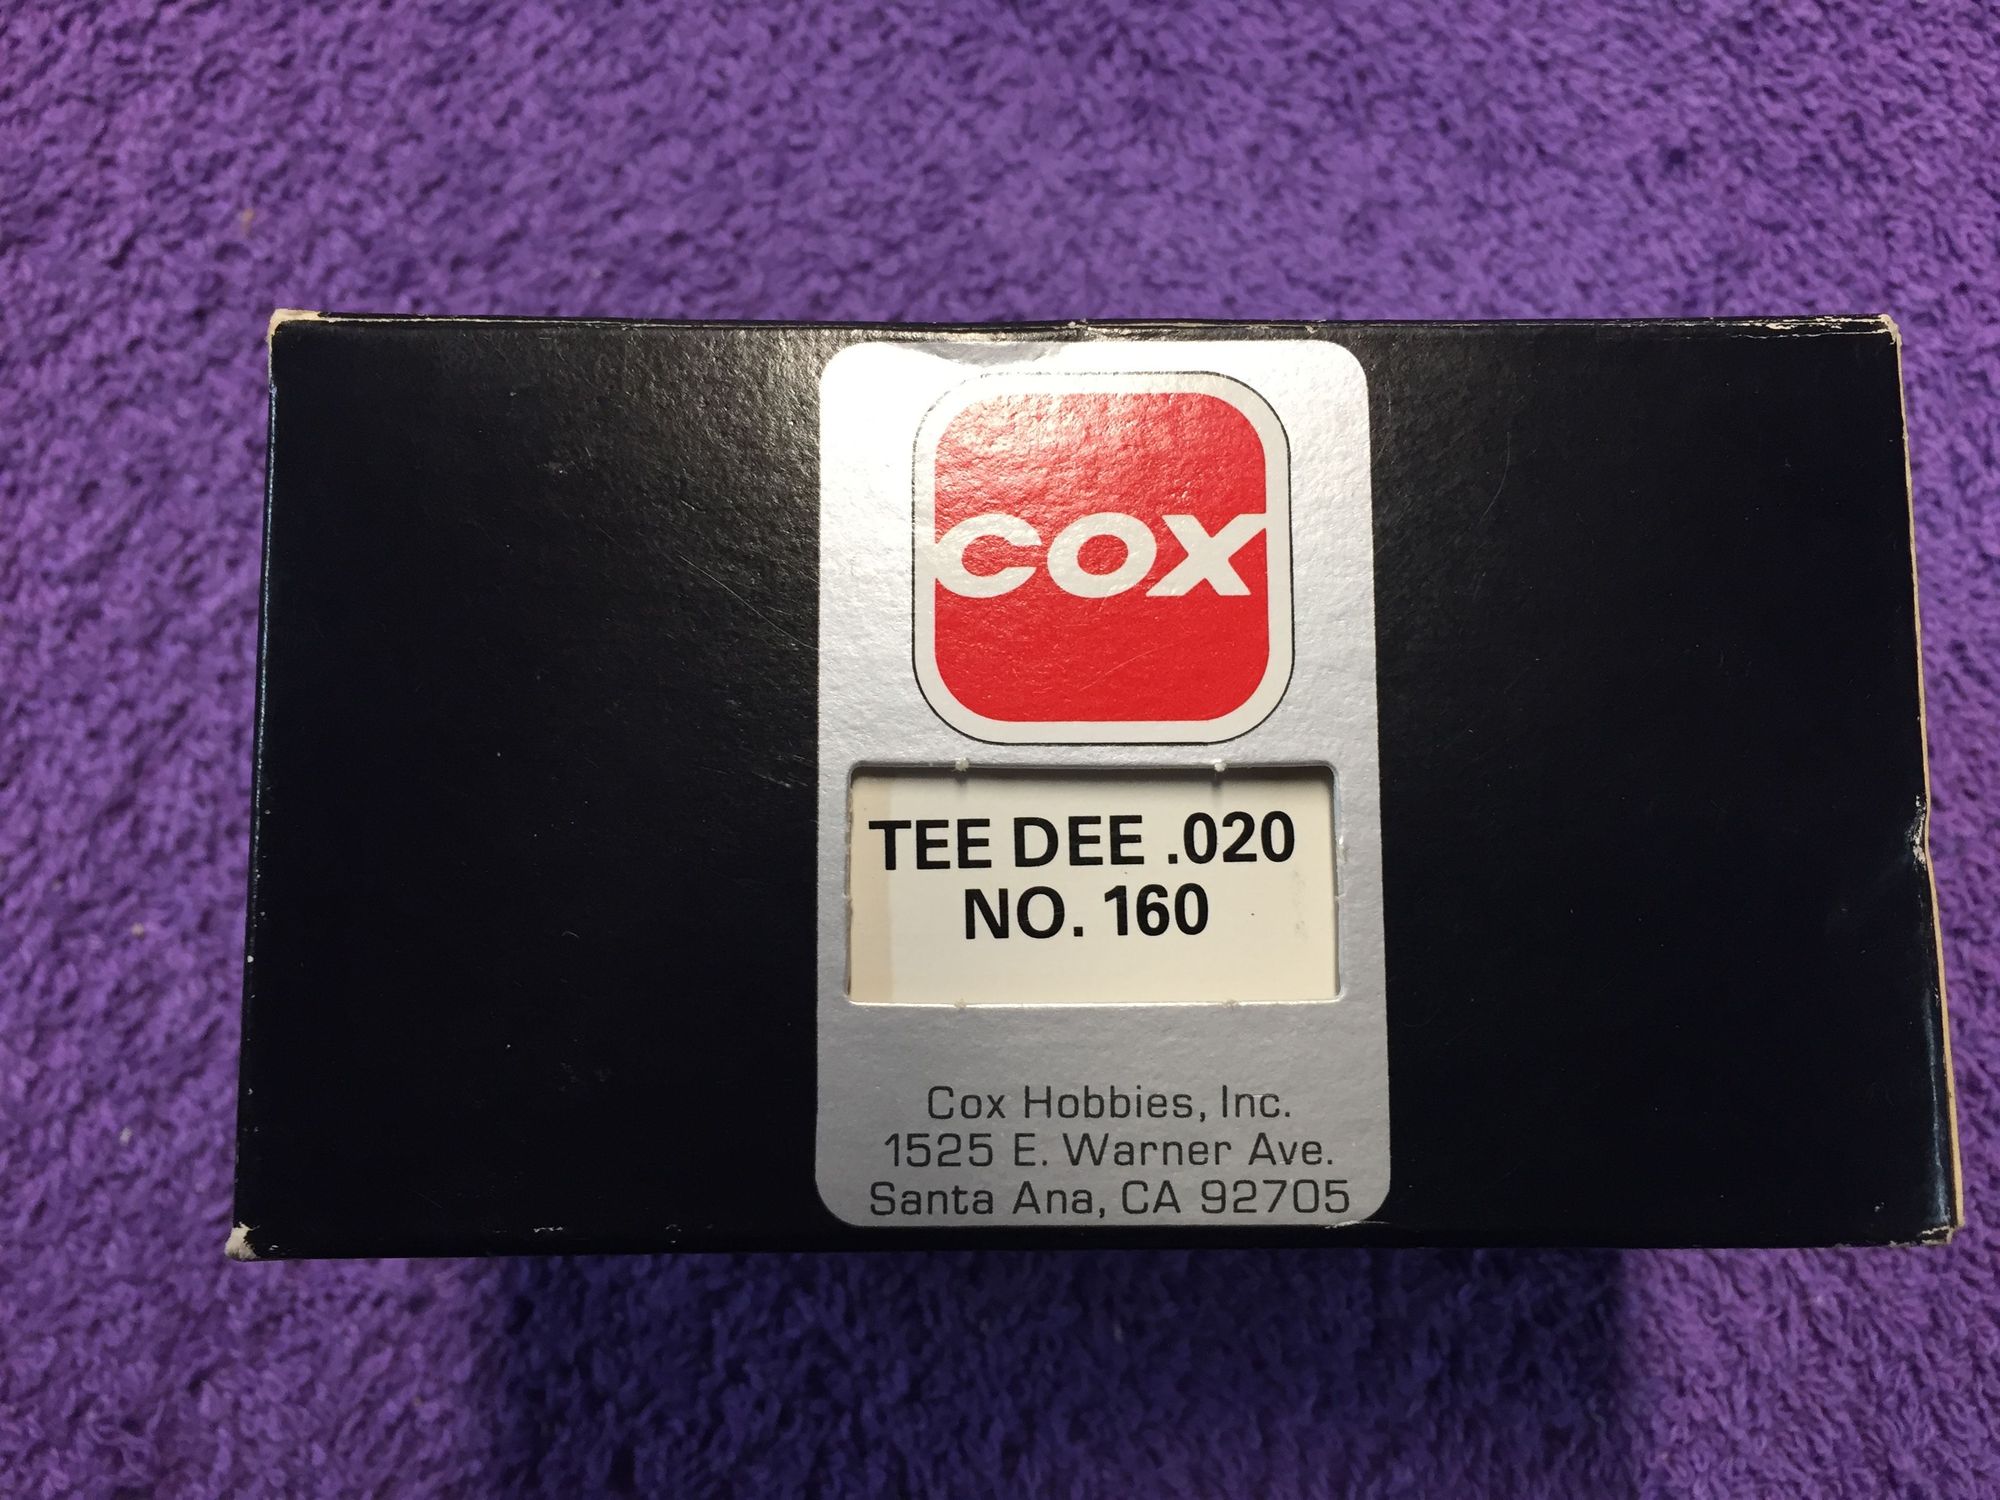 COX
TEE DEE .020
NO. 160
Cox Hobbies, Inc.
1525 E. Warner Ave.
Santa Ana, CA 92705